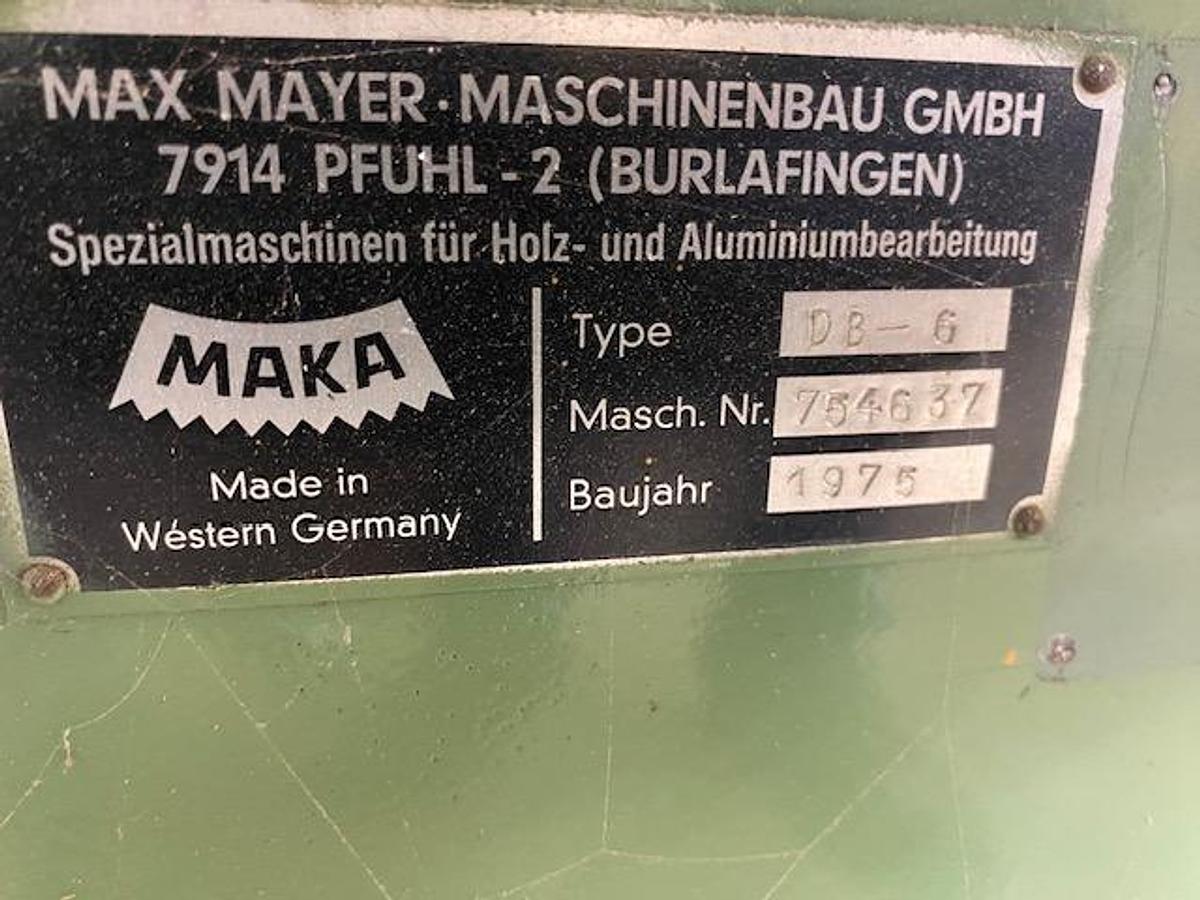 MAX MAYER · MASCHINENBAU GMBH
7914 PFUHL - 2 (BURLAFINGEN)
Spezialmaschinen für Holz- und Aluminiumbearbeitung
MAKA
Made in
Western Germany
Type DB-6
Masch. Nr. 754637
Baujahr 1975